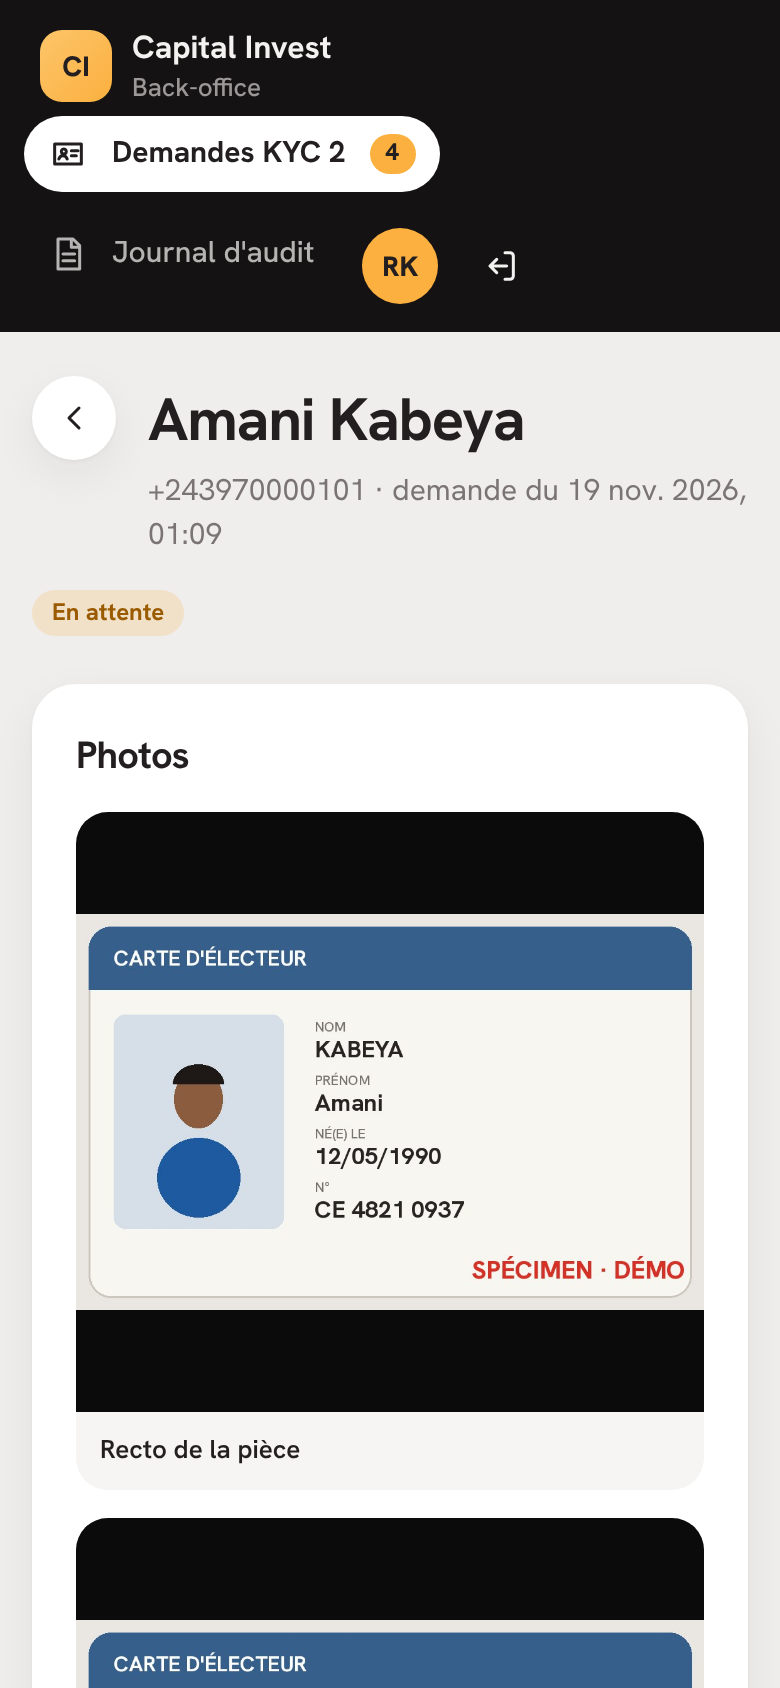 CI
Capital Invest
Back-office
Demandes KYC 2 4
Journal d'audit
RK
Amani Kabeya
+243970000101 · demande du 19 nov. 2026,
01:09
En attente
Photos
CARTE D'ÉLECTEUR
NOM
KABEYA
PRÉNOM
Amani
NÉ(E) LE
12/05/1990
N°
CE 4821 0937
SPÉCIMEN · DÉMO
Recto de la pièce
CARTE D'ÉLECTEUR